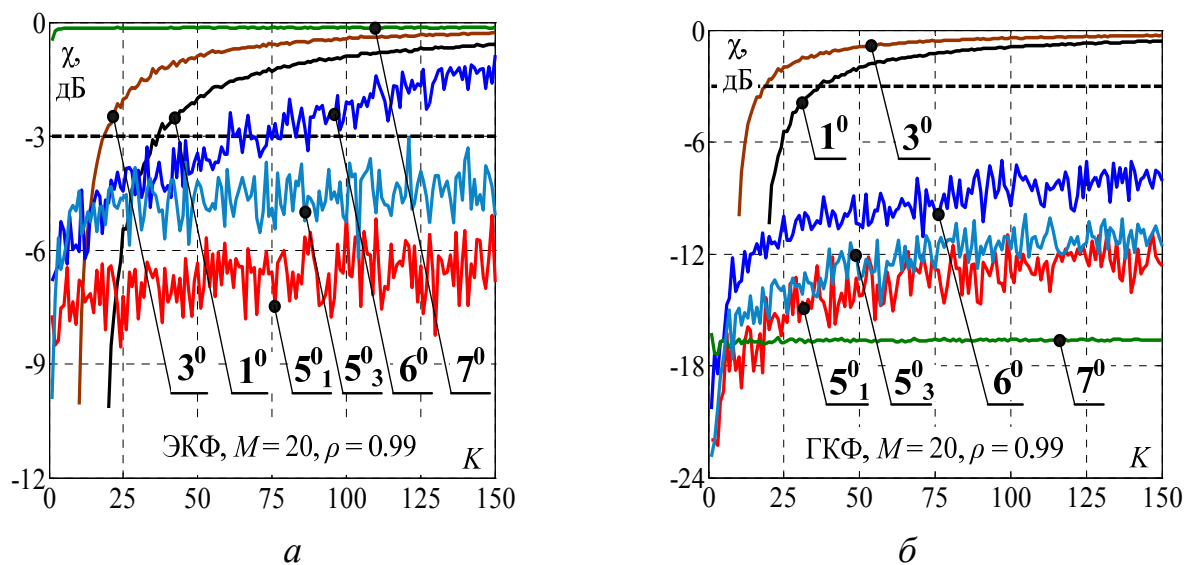 0
χ,
дБ
-3
-6
-9
-12
3⁰ 1⁰ 5⁰₁ 5⁰₃ 6⁰ 7⁰
ЭКФ, M = 20, ρ = 0.99
K
0 25 50 75 100 125 150
а
0
χ,
дБ
-6
-12
-18
-24
1⁰ 3⁰
5⁰₁ 5⁰₃ 6⁰ 7⁰
ГКФ, M = 20, ρ = 0.99
K
0 25 50 75 100 125 150
б